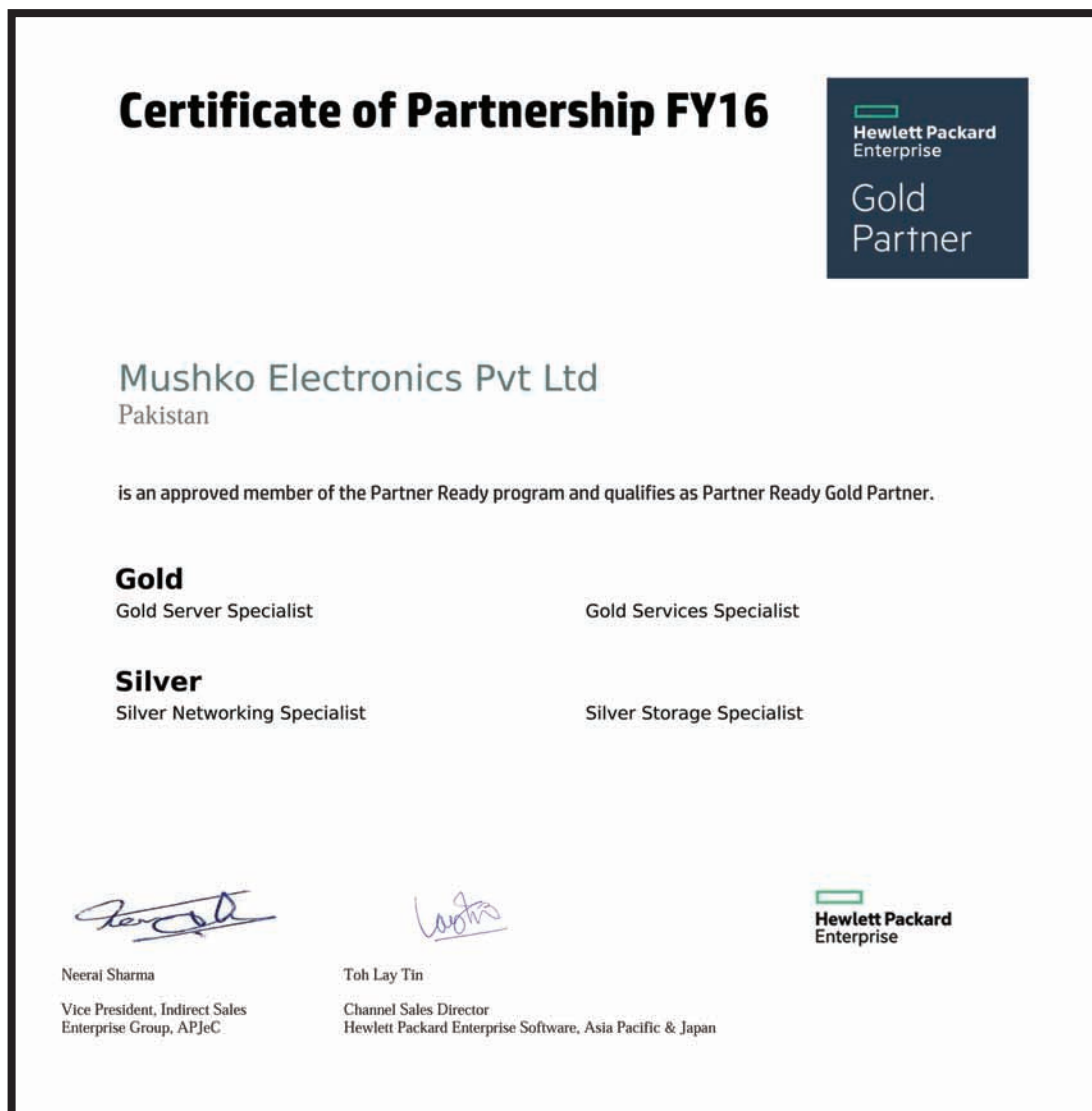 Certificate of Partnership FY16
Hewlett Packard
Enterprise
Gold
Partner
Mushko Electronics Pvt Ltd
Pakistan
is an approved member of the Partner Ready program and qualifies as Partner Ready Gold Partner.
Gold
Gold Server Specialist
Gold Services Specialist
Silver
Silver Networking Specialist
Silver Storage Specialist
Hewlett Packard
Enterprise
Neeraj Sharma
Toh Lay Tin
Vice President, Indirect Sales
Enterprise Group, APJeC
Channel Sales Director
Hewlett Packard Enterprise Software, Asia Pacific & Japan